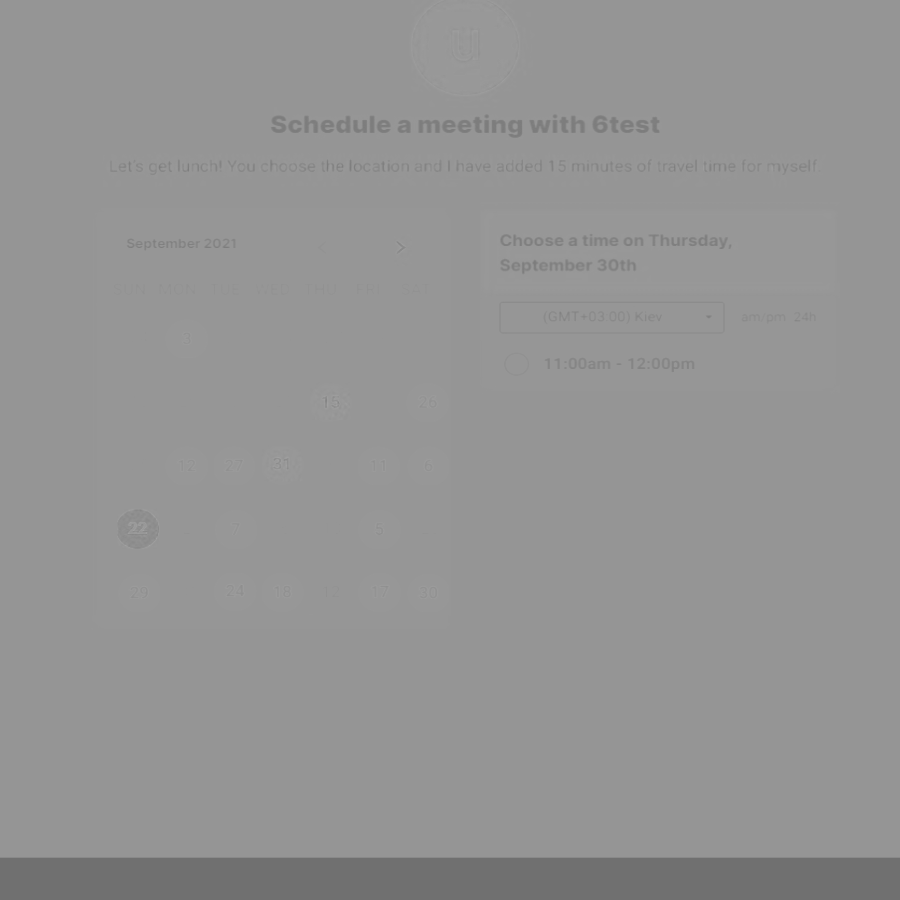 U
Schedule a meeting with 6test
Let's get lunch! You choose the location and I have added 15 minutes of travel time for myself.
September 2021
SUN MON TUE WED THU FRI SAT
15 25
31 11 6
22 7 5
29 24 18 12 17 30
Choose a time on Thursday,
September 30th
(GMT+03:00) Kiev
am/pm 24h
11:00am - 12:00pm